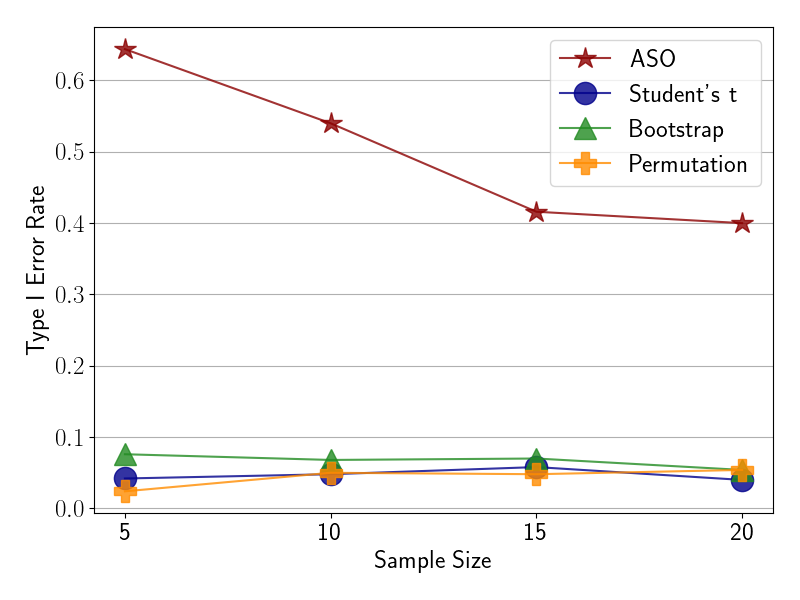 ASO
Student's t
Bootstrap
Permutation
Type I Error Rate
0.6
0.5
0.4
0.3
0.2
0.1
0.0
5 10 15 20
Sample Size